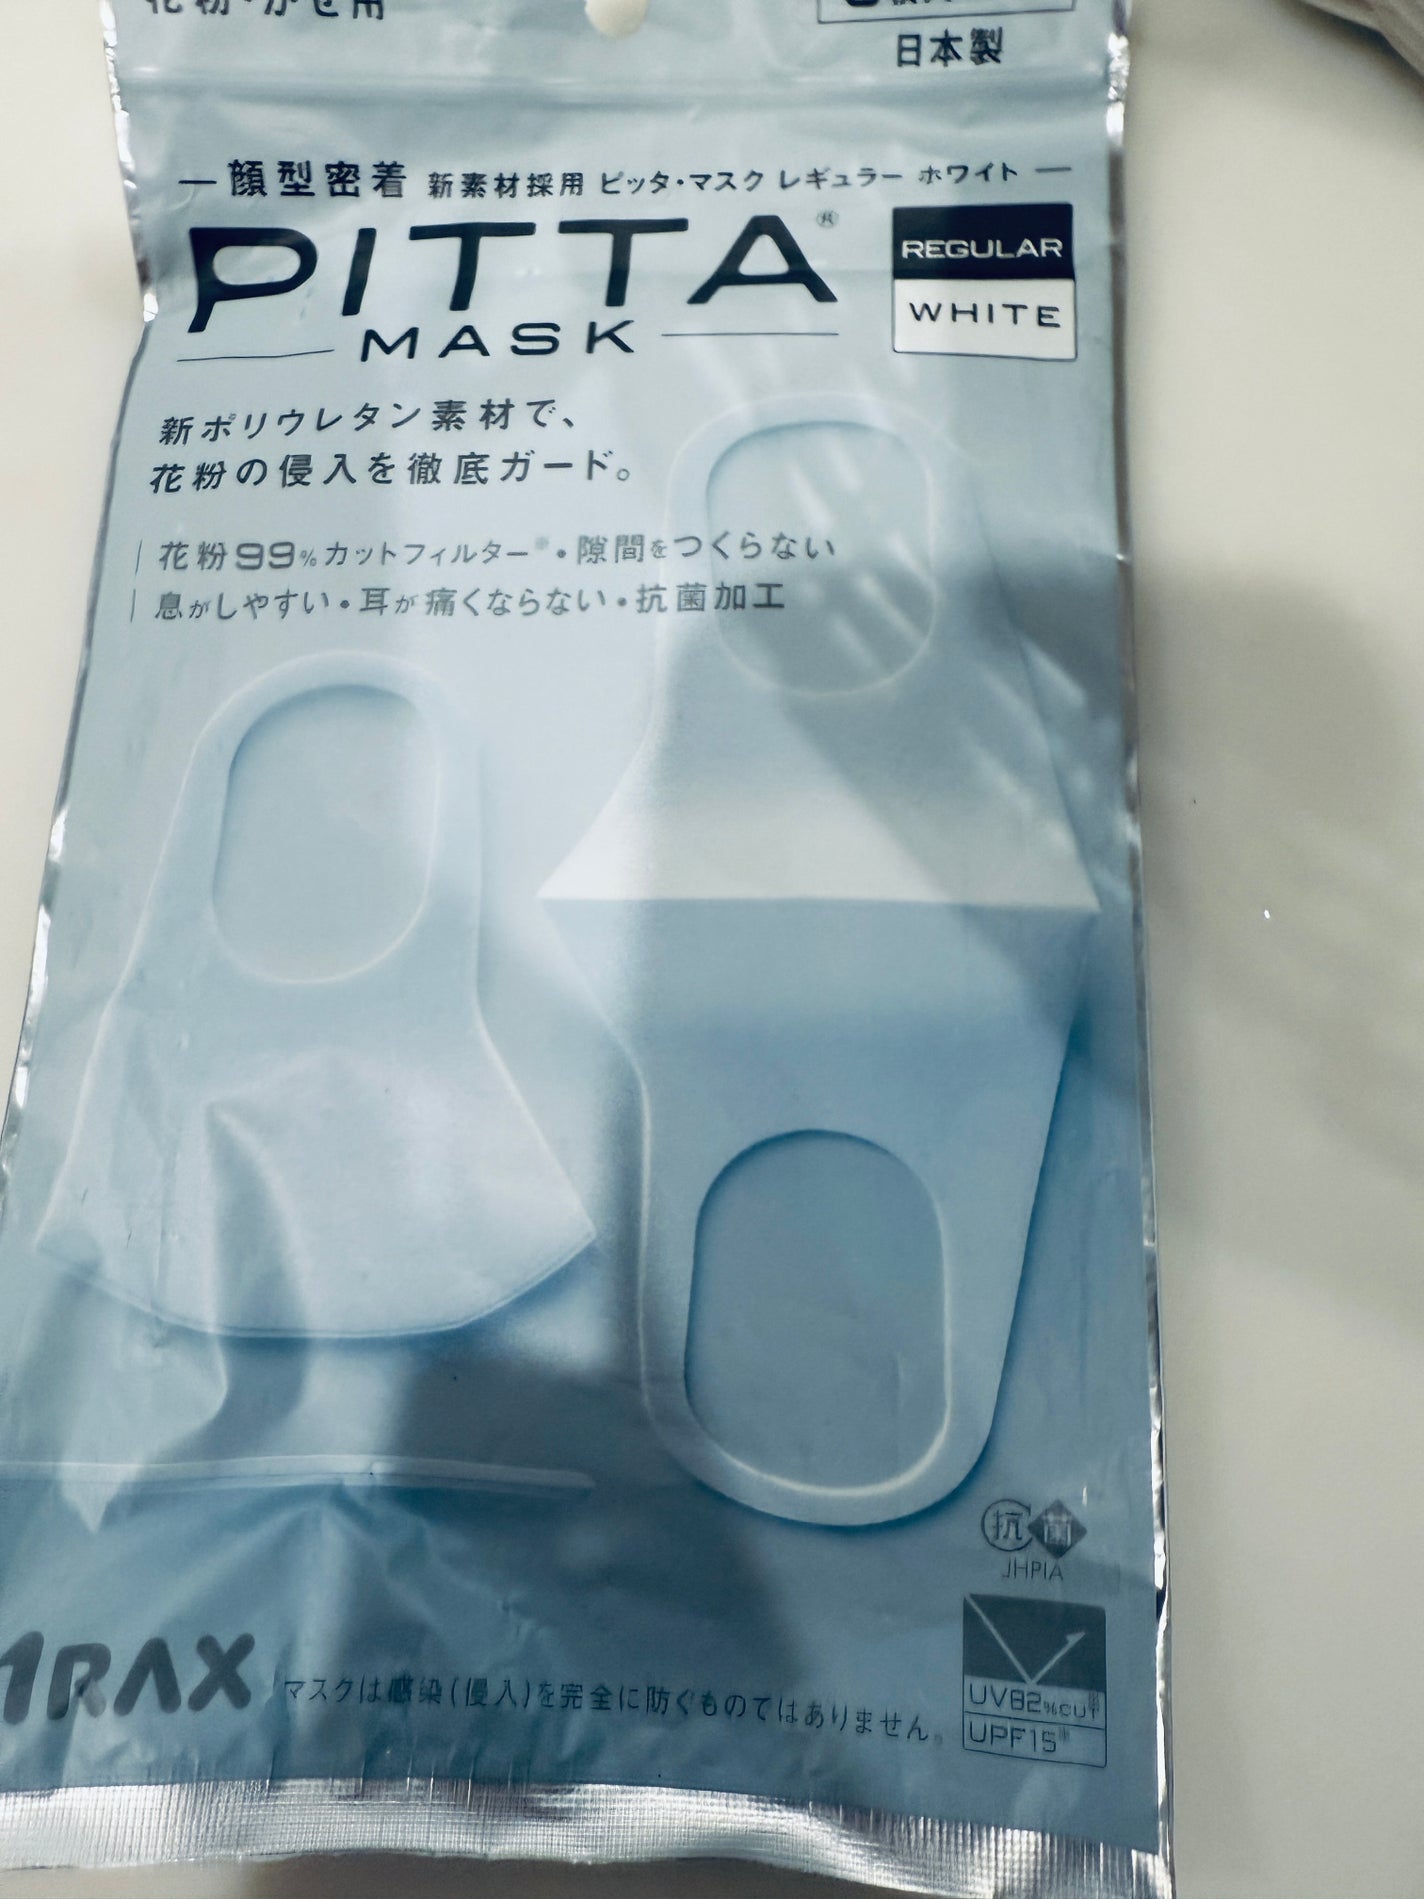 花粉・かぜ用
日本製
顔型密着 新素材採用 ピッタ・マスク レギュラー ホワイト
PITTA®
MASK
REGULAR
WHITE
新ポリウレタン素材で、
花粉の侵入を徹底ガード。
花粉99%カットフィルター※・隙間をつくらない
息がしやすい・耳が痛くならない・抗菌加工
抗菌
JHPIA
ARAX
マスクは感染(侵入)を完全に防ぐものではありません。
UV82%CUT
UPF15